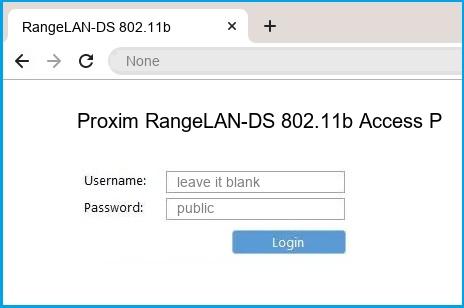 RangeLAN-DS 802.11b
None
Proxim RangeLAN-DS 802.11b Access P
Username: leave it blank
Password: public
Login